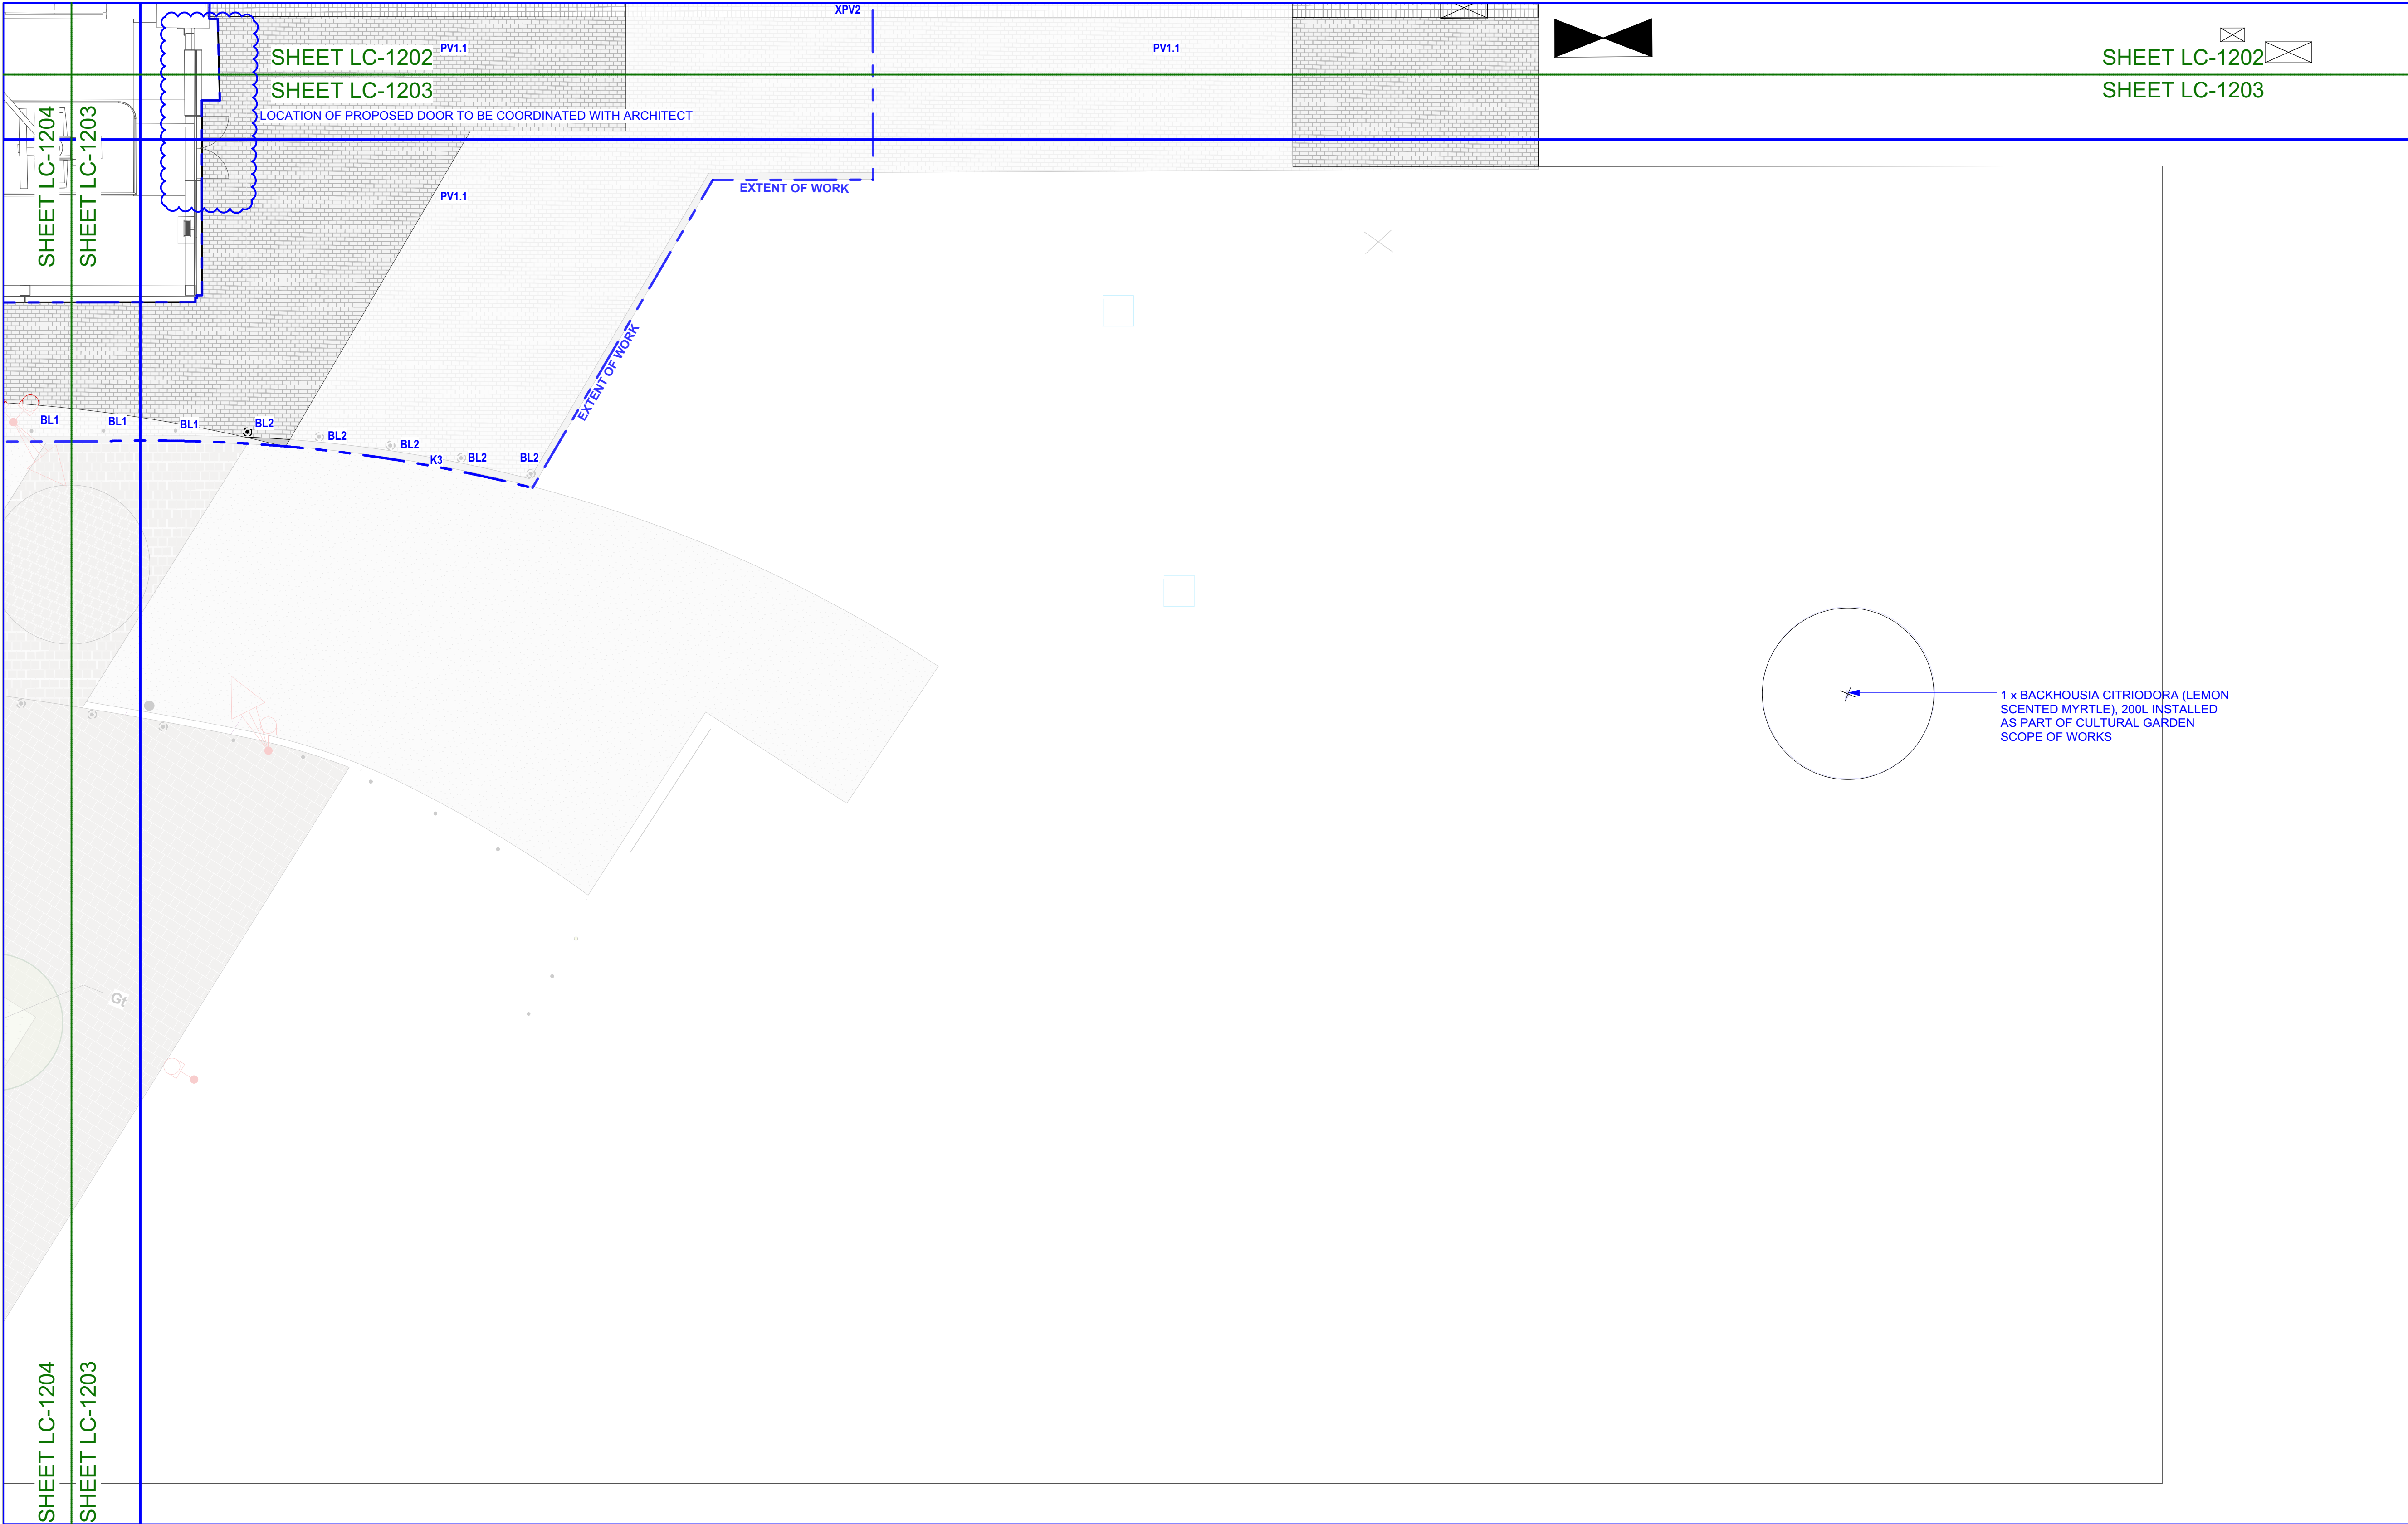 XPV2
PV1.1
PV1.1
SHEET LC-1202
SHEET LC-1202
SHEET LC-1203
SHEET LC-1203
LOCATION OF PROPOSED DOOR TO BE COORDINATED WITH ARCHITECT
SHEET LC-1204
SHEET LC-1203
EXTENT OF WORK
PV1.1
EXTENT OF WORK
BL1
BL1
BL1
BL2
BL2
BL2
K3
BL2
BL2
1 x BACKHOUSIA CITRIODORA (LEMON
SCENTED MYRTLE), 200L INSTALLED
AS PART OF CULTURAL GARDEN
SCOPE OF WORKS
Gt
SHEET LC-1204
SHEET LC-1203